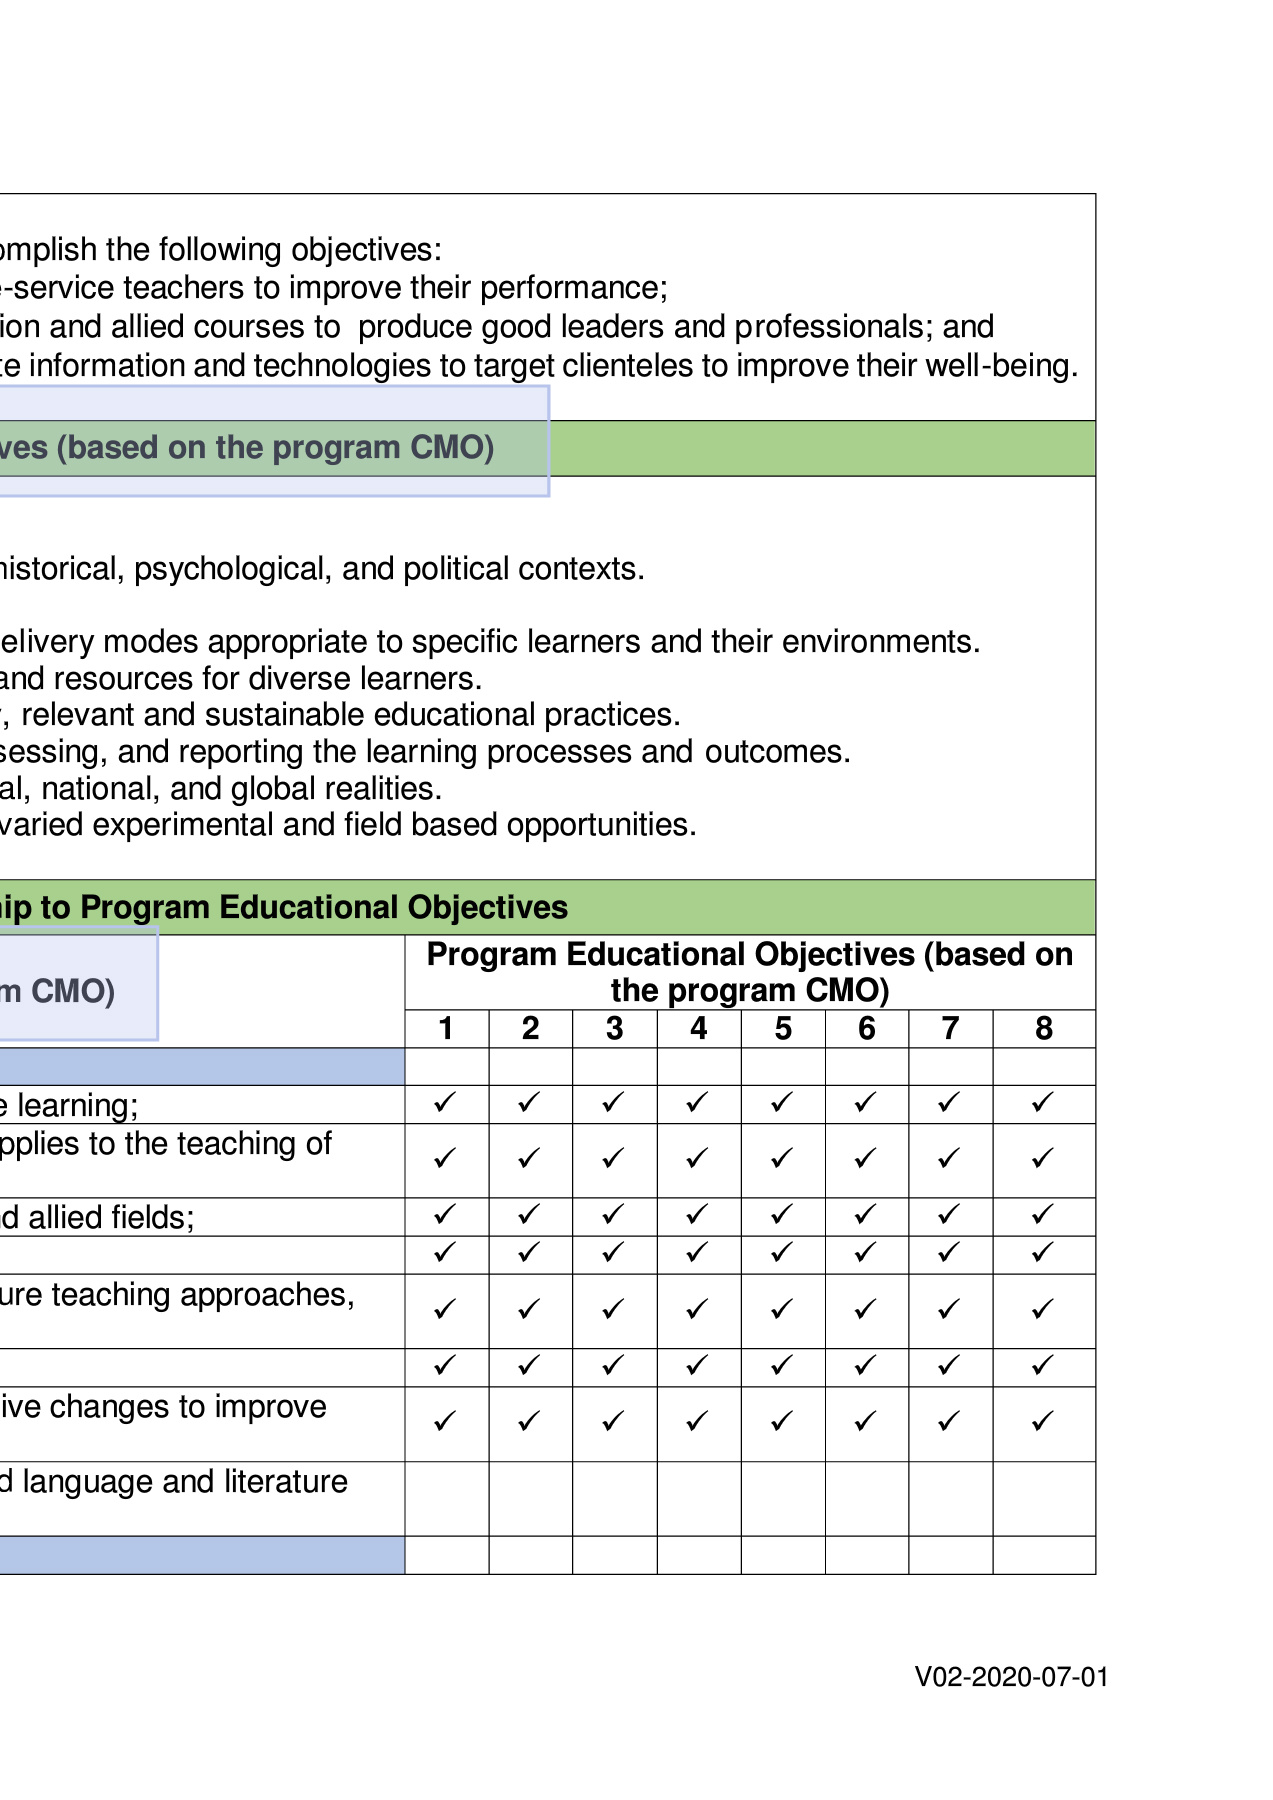 omplish the following objectives:
e-service teachers to improve their performance;
ion and allied courses to produce good leaders and professionals; and
te information and technologies to target clienteles to improve their well-being.
ves (based on the program CMO)
historical, psychological, and political contexts.
elivery modes appropriate to specific learners and their environments.
and resources for diverse learners.
, relevant and sustainable educational practices.
sessing, and reporting the learning processes and outcomes.
al, national, and global realities.
varied experimental and field based opportunities.
ip to Program Educational Objectives
m CMO)
Program Educational Objectives (based on
the program CMO)
1 2 3 4 5 6 7 8
e learning;
✓ ✓ ✓ ✓ ✓ ✓ ✓ ✓
pplies to the teaching of
✓ ✓ ✓ ✓ ✓ ✓ ✓ ✓
d allied fields;
✓ ✓ ✓ ✓ ✓ ✓ ✓ ✓
✓ ✓ ✓ ✓ ✓ ✓ ✓ ✓
ure teaching approaches,
✓ ✓ ✓ ✓ ✓ ✓ ✓ ✓
✓ ✓ ✓ ✓ ✓ ✓ ✓ ✓
ive changes to improve
✓ ✓ ✓ ✓ ✓ ✓ ✓ ✓
d language and literature
V02-2020-07-01